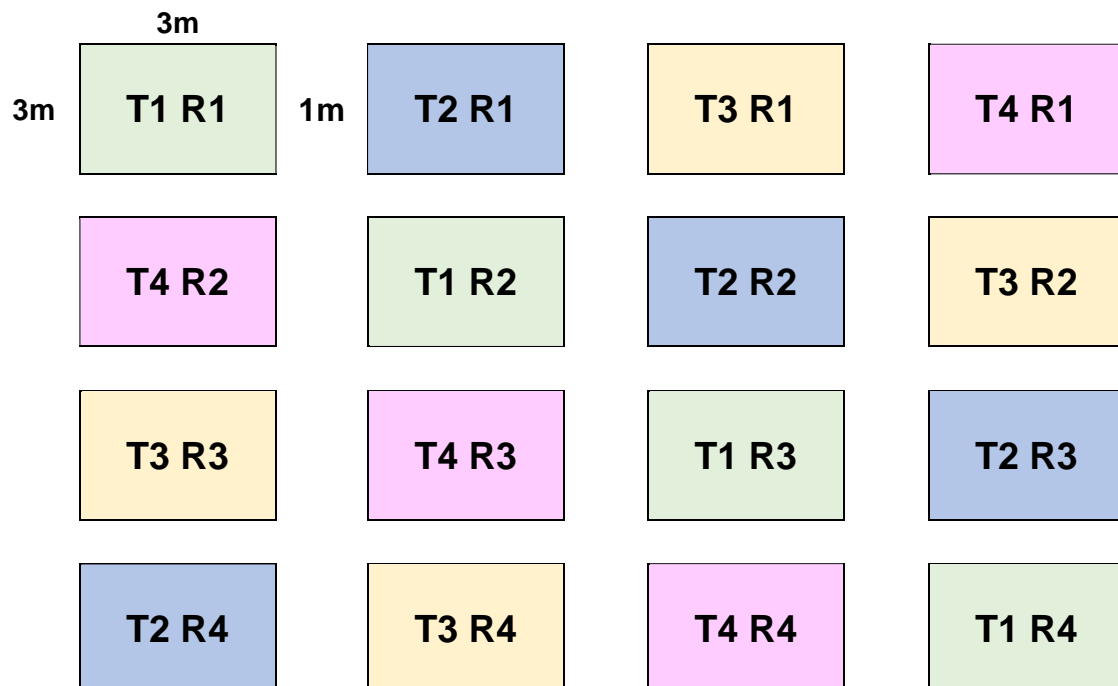 3m
3m
T1 R1
1m
T2 R1
T3 R1
T4 R1
T4 R2
T1 R2
T2 R2
T3 R2
T3 R3
T4 R3
T1 R3
T2 R3
T2 R4
T3 R4
T4 R4
T1 R4